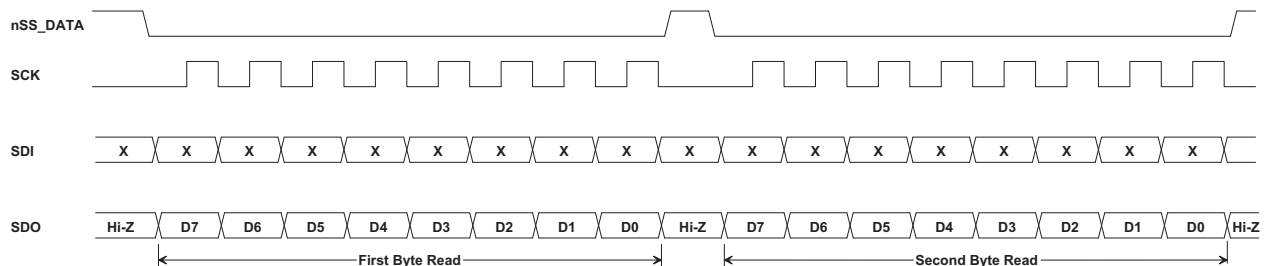 nSS_DATA
SCK
SDI X X X X X X X X X X X X X X X X X X
SDO Hi-Z D7 D6 D5 D4 D3 D2 D1 D0 Hi-Z D7 D6 D5 D4 D3 D2 D1 D0 Hi-Z
First Byte Read Second Byte Read